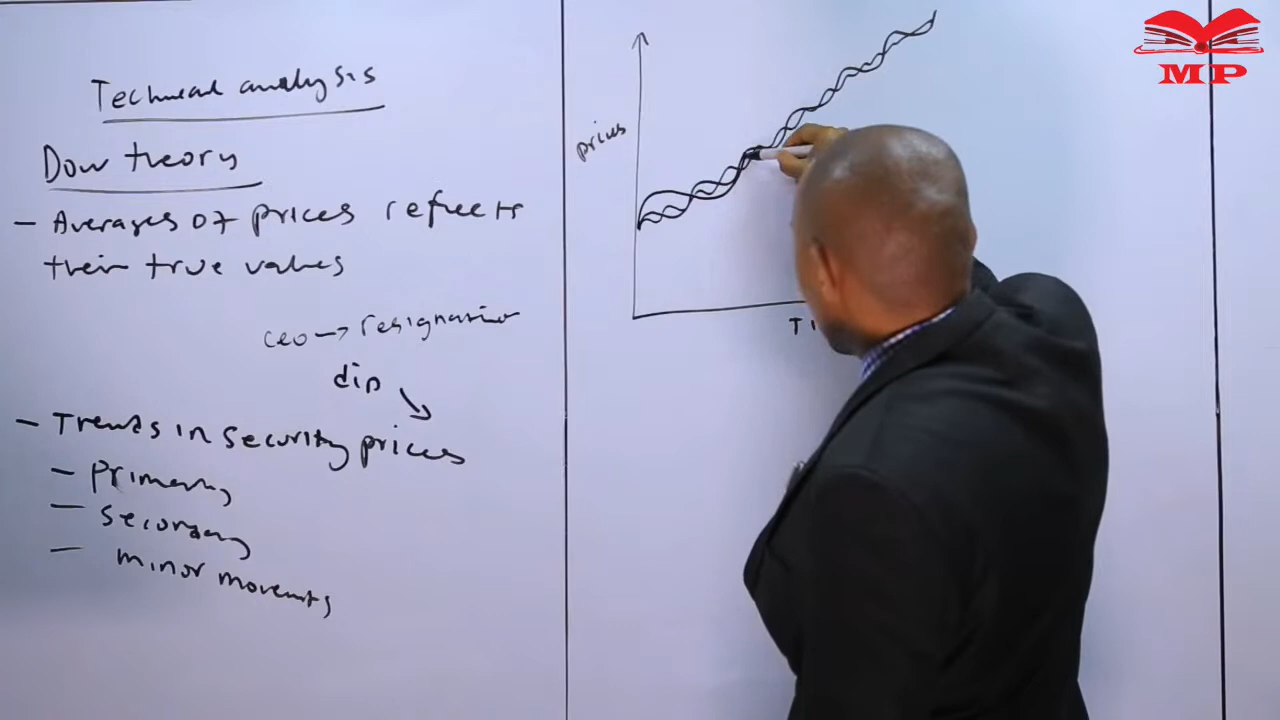 Technical analysis
Dow theory
- Averages of prices reflects
their true values
CEO → resignation
dip
- Trends in security prices
- Primary
- Secondary
- minor movements
prices
TI
MP